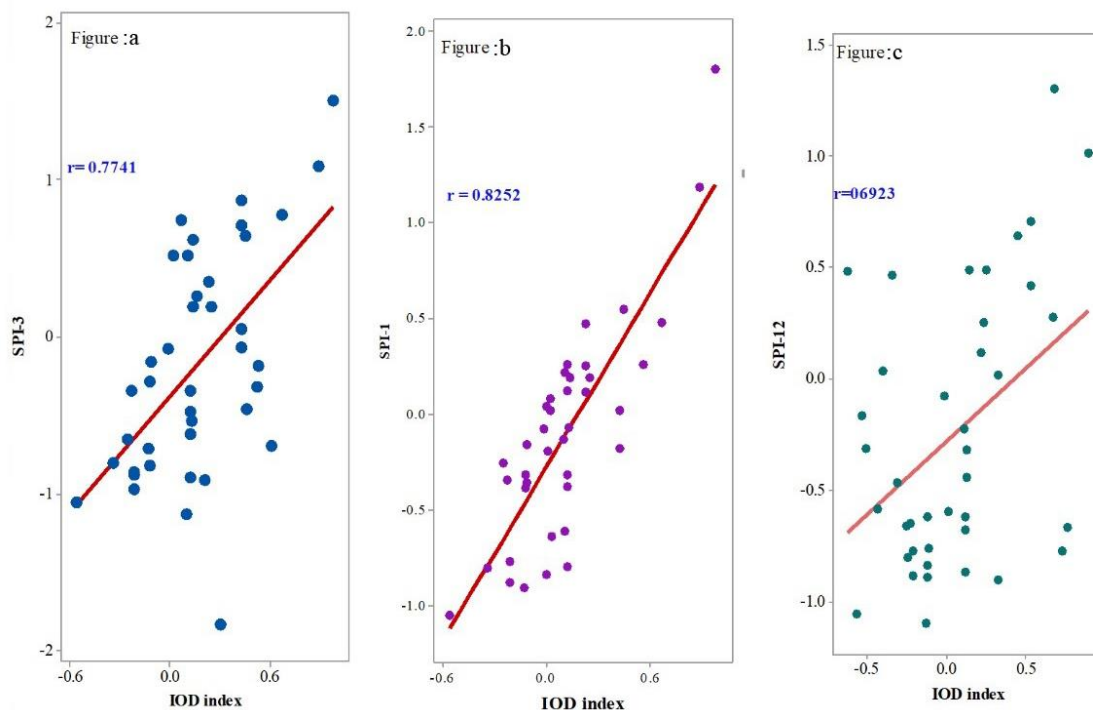 Figure :a
r= 0.7741
SPI-3
2
1
0
-1
-2
-0.6
0.0
0.6
IOD index
Figure :b
r = 0.8252
SPI-1
2.0
1.5
1.0
0.5
0.0
-0.5
-1.0
-0.6
0.0
0.6
IOD index
Figure :c
r=06923
SPI-12
1.5
1.0
0.5
0.0
-0.5
-1.0
-0.5
0.0
0.5
IOD index